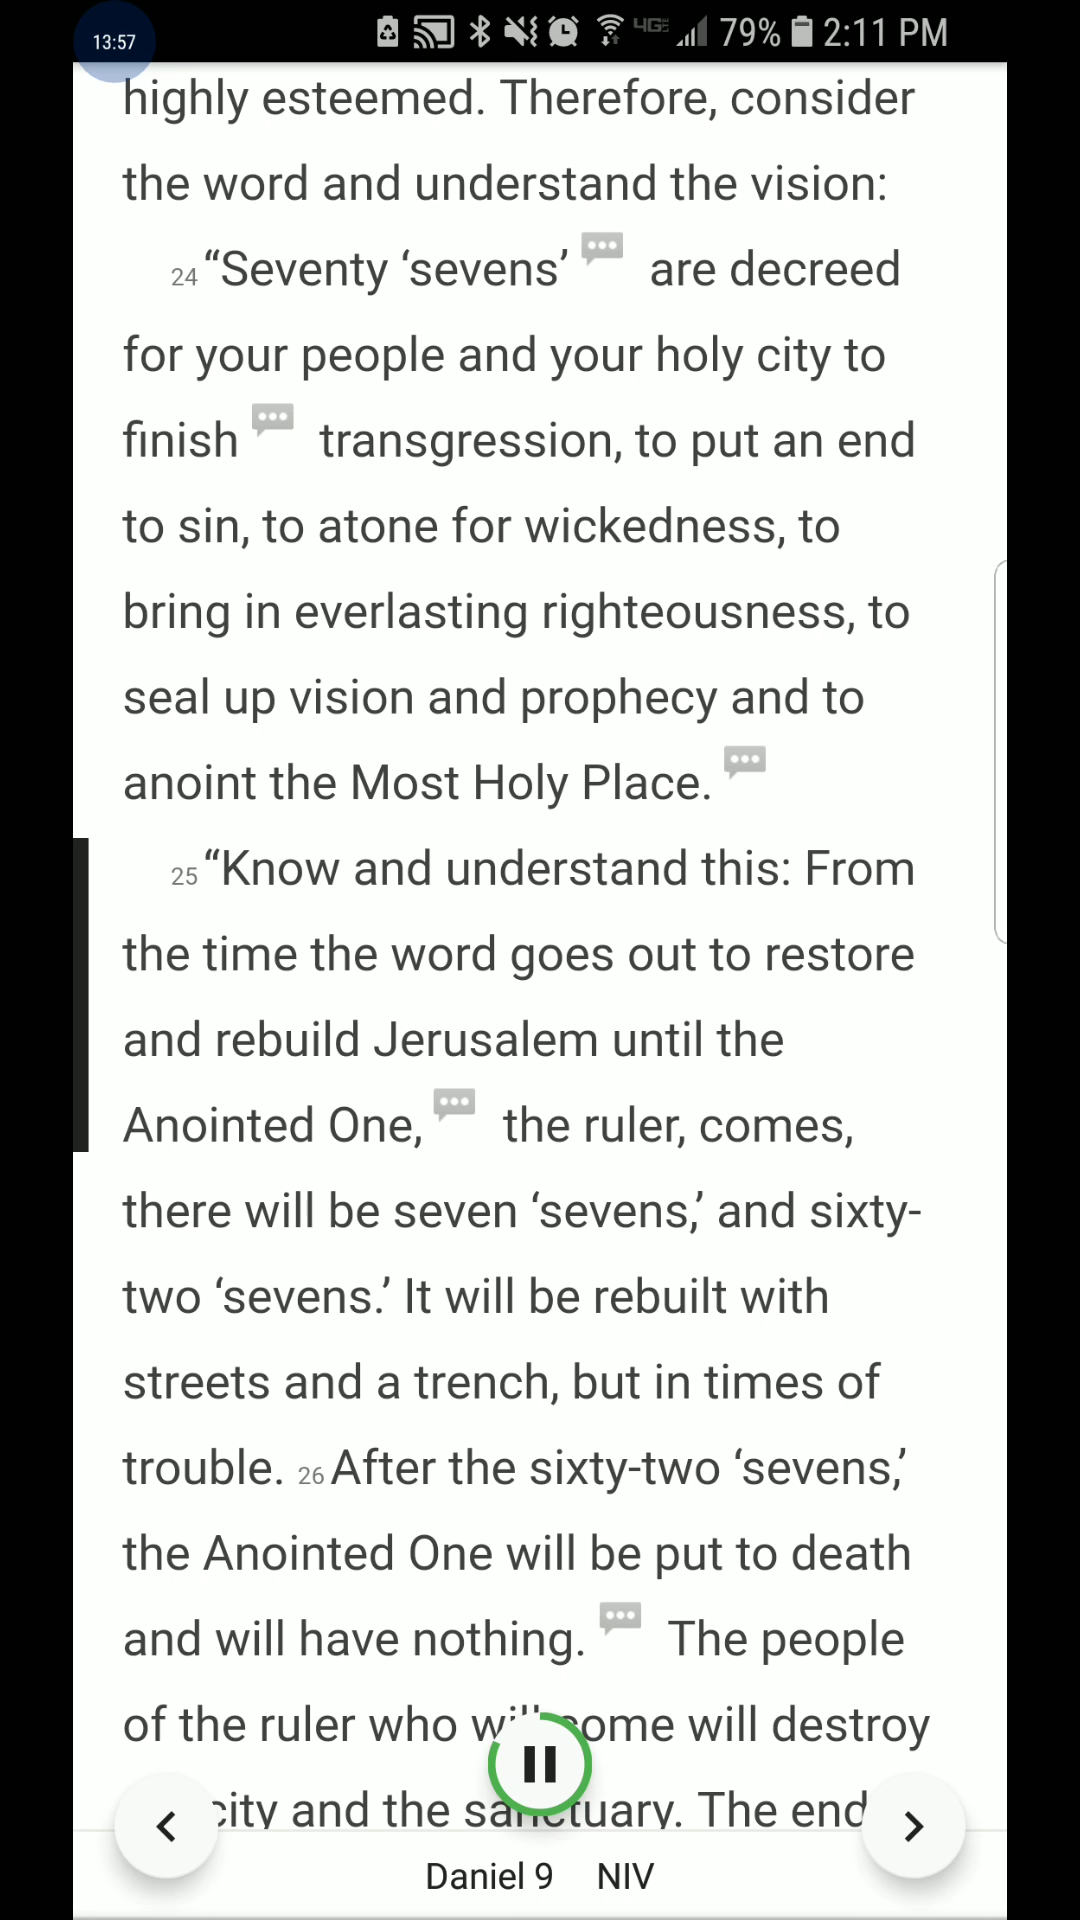 13:57 4G 79% 2:11 PM
highly esteemed. Therefore, consider
the word and understand the vision:
24 “Seventy ‘sevens’ are decreed
for your people and your holy city to
finish transgression, to put an end
to sin, to atone for wickedness, to
bring in everlasting righteousness, to
seal up vision and prophecy and to
anoint the Most Holy Place.
25 “Know and understand this: From
the time the word goes out to restore
and rebuild Jerusalem until the
Anointed One, the ruler, comes,
there will be seven ‘sevens,’ and sixty-
two ‘sevens.’ It will be rebuilt with
streets and a trench, but in times of
trouble. 26 After the sixty-two ‘sevens,’
the Anointed One will be put to death
and will have nothing. The people
of the ruler who will come will destroy
city and the sanctuary. The end
Daniel 9 NIV